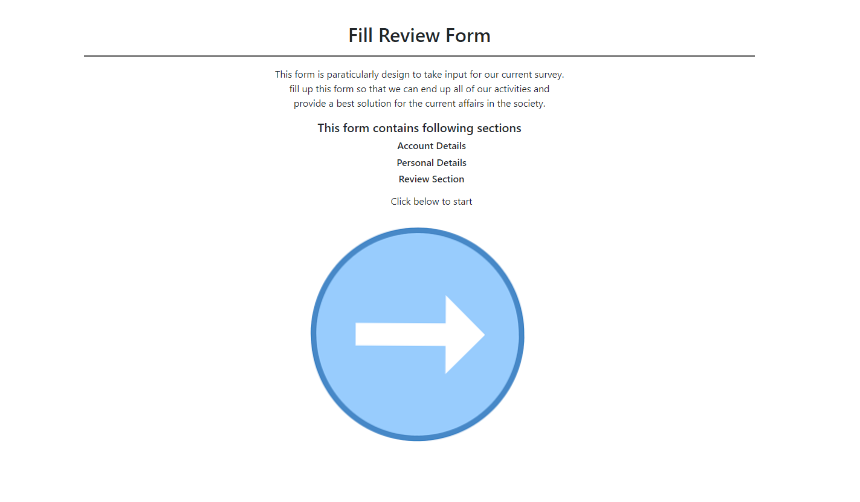 Fill Review Form
This form is paraticularly design to take input for our current survey.
fill up this form so that we can end up all of our activities and
provide a best solution for the current affairs in the society.
This form contains following sections
Account Details
Personal Details
Review Section
Click below to start